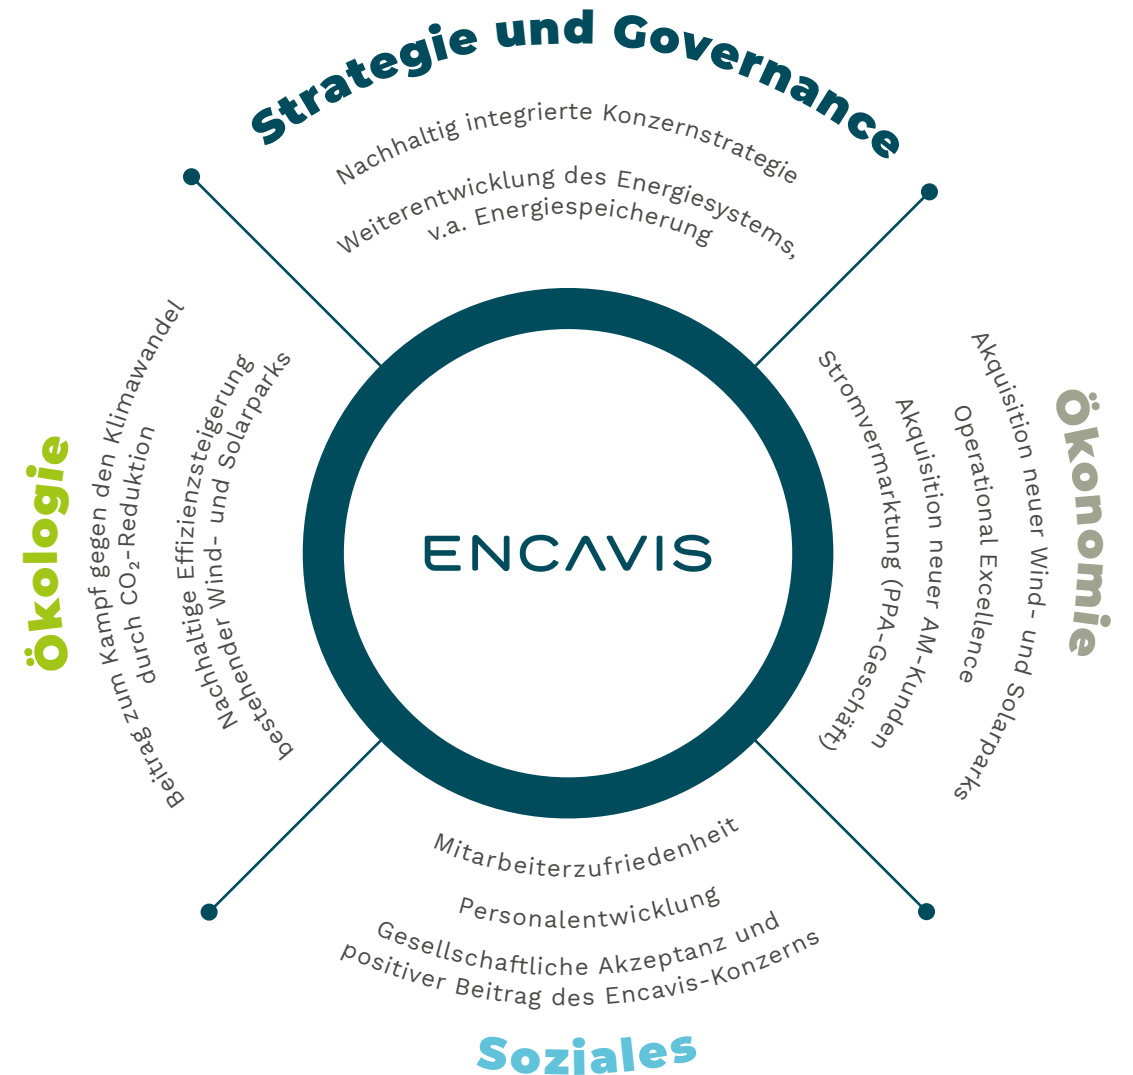 Strategie und Governance
Nachhaltig integrierte Konzernstrategie
Weiterentwicklung des Energiesystems,
v.a. Energiespeicherung
Ökologie
Beitrag zum Kampf gegen den Klimawandel
durch CO₂-Reduktion
Nachhaltige Effizienzsteigerung
bestehender Wind- und Solarparks
ENCAVIS
Ökonomie
Akquisition neuer Wind- und Solarparks
Operational Excellence
Akquisition neuer AM-Kunden
Stromvermarktung (PPA-Geschäft)
Mitarbeiterzufriedenheit
Personalentwicklung
Gesellschaftliche Akzeptanz und
positiver Beitrag des Encavis-Konzerns
Soziales